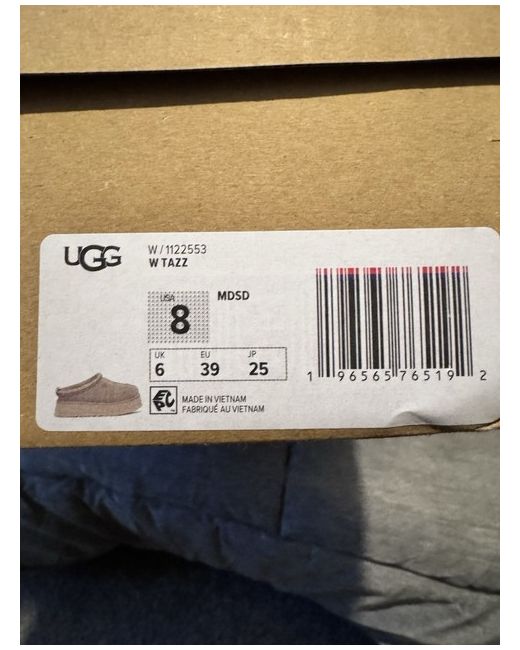 UGG
W / 1122553
W TAZZ
USA
8
MDSD
UK EU JP
6 39 25
MADE IN VIETNAM
FABRIQUÉ AU VIETNAM
1 96565 76519 2